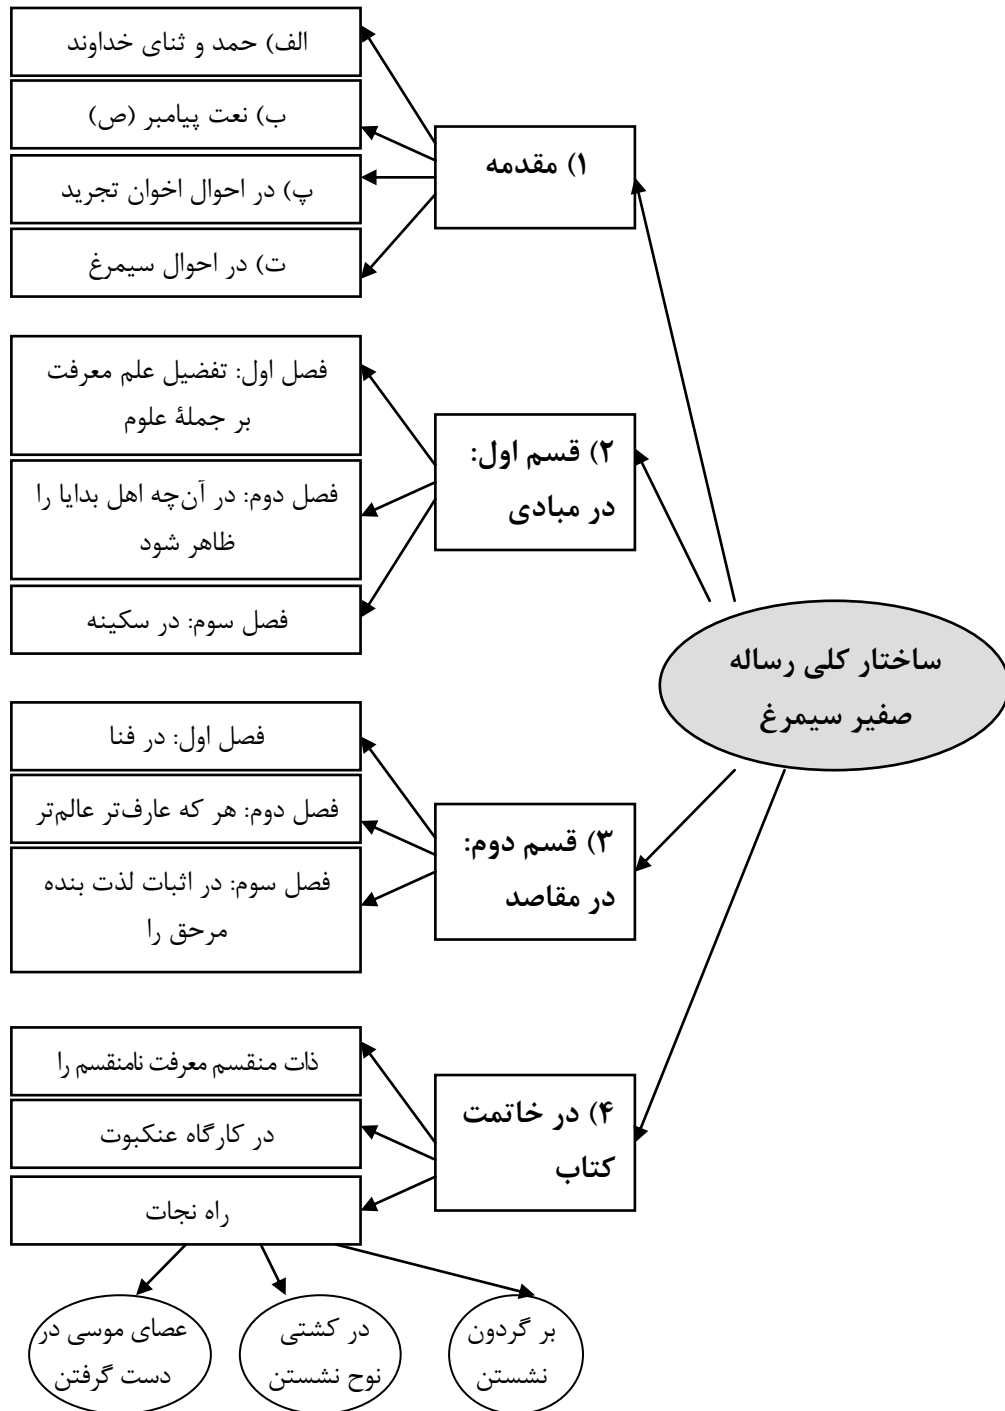 ساختار کلی رساله
صفیر سیمرغ
۱) مقدمه
الف) حمد و ثنای خداوند
ب) نعت پیامبر (ص)
پ) در احوال اخوان تجرید
ت) در احوال سیمرغ
۲) قسم اول:
در مبادی
فصل اول: تفضیل علم معرفت
بر جملۀ علوم
فصل دوم: در آن‌چه اهل بدایا را
ظاهر شود
فصل سوم: در سکینه
۳) قسم دوم:
در مقاصد
فصل اول: در فنا
فصل دوم: هر که عارف‌تر عالم‌تر
فصل سوم: در اثبات لذت بنده
مرحق را
۴) در خاتمت
کتاب
ذات منقسم معرفت نامنقسم را
در کارگاه عنکبوت
راه نجات
بر گردون
نشستن
در کشتی
نوح نشستن
عصای موسی در
دست گرفتن